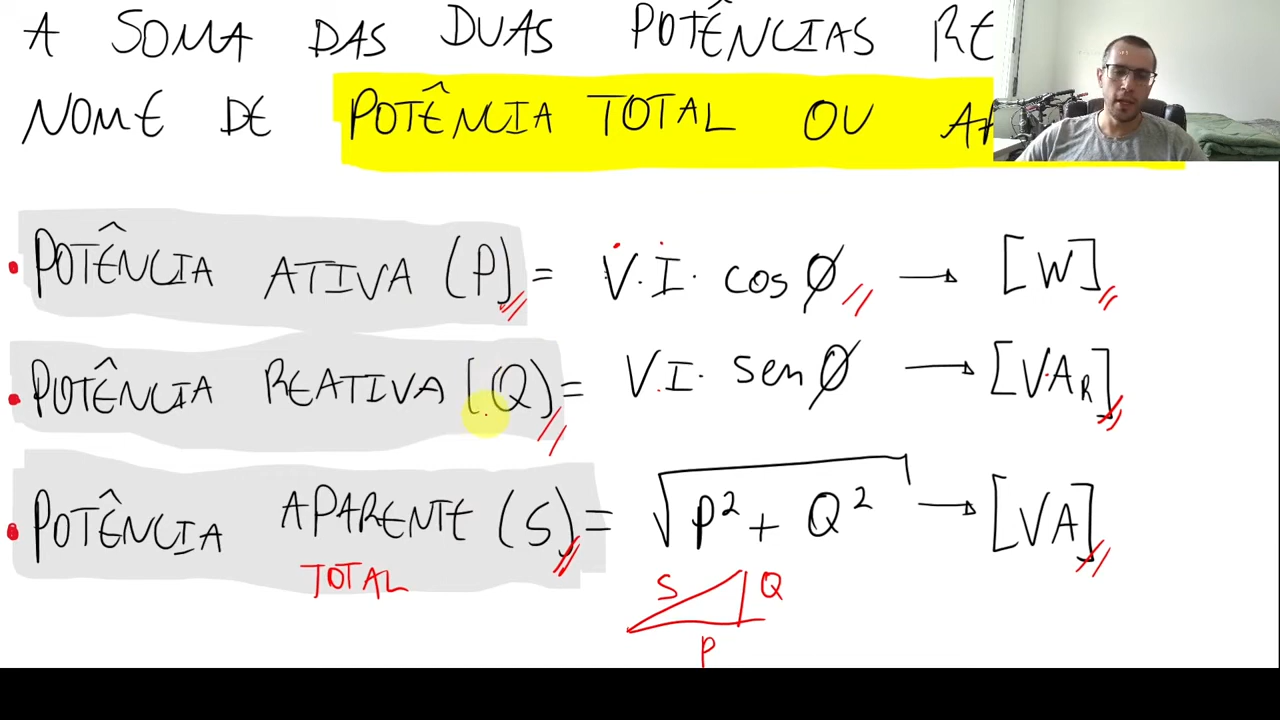 A SOMA DAS DUAS POTÊNCIAS
NOME DE POTÊNCIA TOTAL OU
• POTÊNCIA ATIVA (P) = V.I. cos Ø → [W]
• POTÊNCIA REATIVA (Q) = V.I. sen Ø → [VAR]
• POTÊNCIA APARENTE (S) = √P² + Q² → [VA]
TOTAL
S Q
P